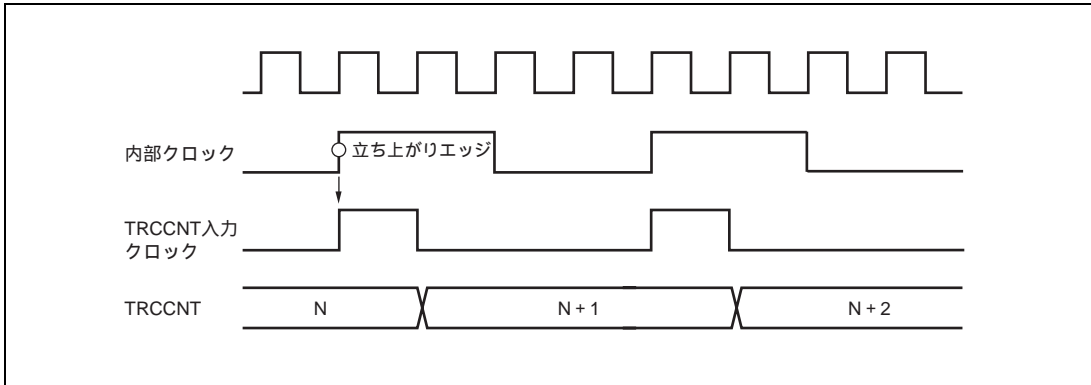 内部クロック
立ち上がりエッジ
TRCCNT入力
クロック
TRCCNT
N
N + 1
N + 2